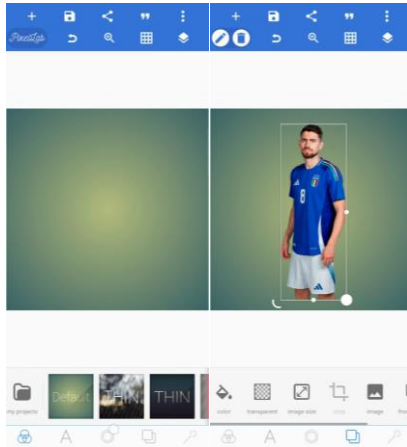 PixelLab
8
my projects
Default
THIN
THIN
color
transparent
image size
crop
image